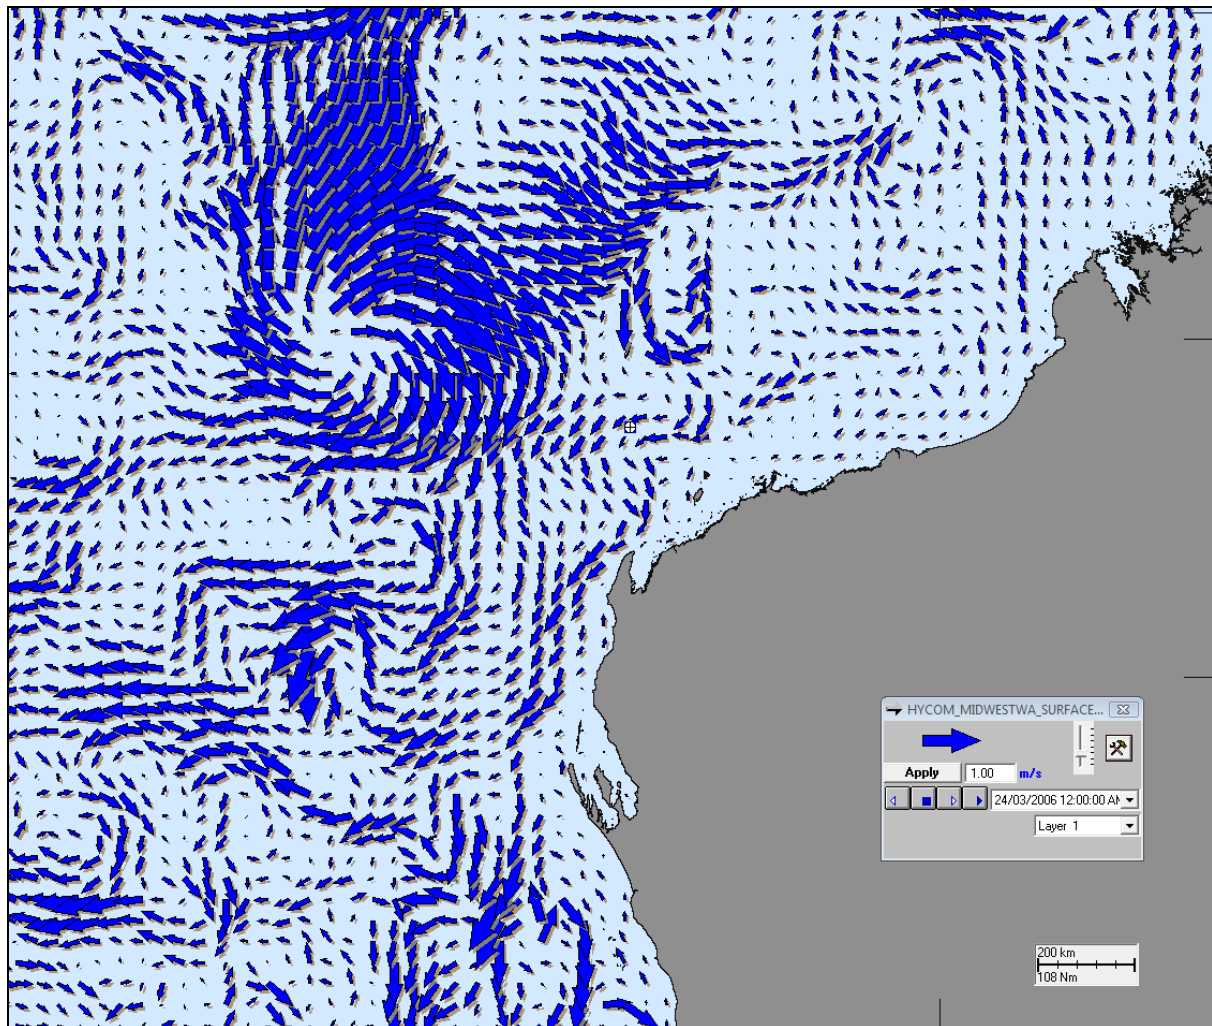 HYCOM_MIDWESTWA_SURFACE...
Apply 1.00 m/s
24/03/2006 12:00:00 AM
Layer 1
200 km
108 Nm